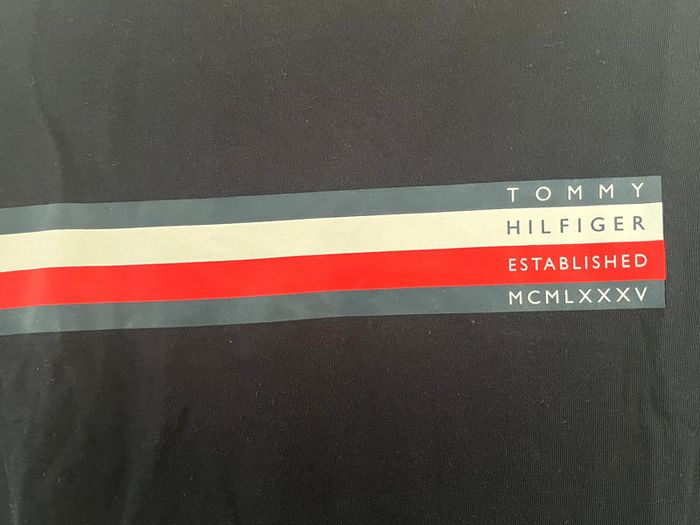 TOMMY
HILFIGER
ESTABLISHED
MCMLXXXV